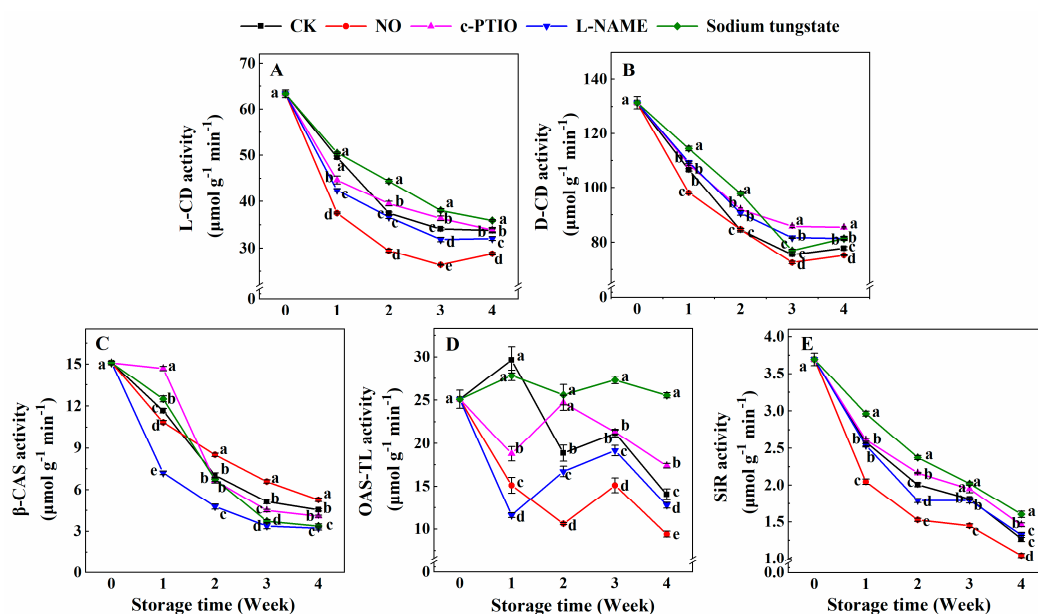 CK NO c-PTIO L-NAME Sodium tungstate
A
L-CD activity
(μmol g⁻¹ min⁻¹)
70
60
50
40
30
0
a
a
a
b
c
d
a
b
c
c
d
a
b
c
d
e
a
b
b
c
d
0 1 2 3 4
B
D-CD activity
(μmol g⁻¹ min⁻¹)
140
120
100
80
60
0
a
a
b
b
b
c
a
b
b
c
c
a
b
c
c
d
a
b
b
c
d
0 1 2 3 4
C
β-CAS activity
(μmol g⁻¹ min⁻¹)
15
12
9
6
3
0
a
a
b
c
d
e
a
b
b
b
c
a
b
c
d
d
a
b
b
c
c
0 1 2 3 4
Storage time (Week)
D
OAS-TL activity
(μmol g⁻¹ min⁻¹)
30
25
20
15
10
0
a
a
a
b
c
d
a
a
b
c
d
a
b
b
c
d
a
b
c
d
e
0 1 2 3 4
Storage time (Week)
E
SiR activity
(μmol g⁻¹ min⁻¹)
4.0
3.5
3.0
2.5
2.0
1.5
1.0
0.0
a
a
b
b
b
c
a
b
c
d
c
a
a
b
b
c
a
b
c
c
d
0 1 2 3 4
Storage time (Week)